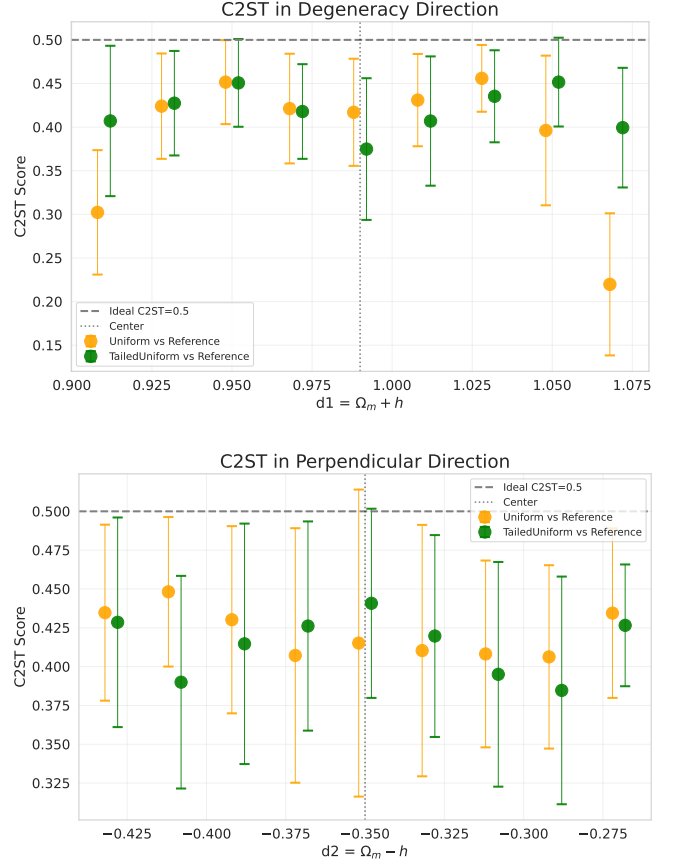 C2ST in Degeneracy Direction
0.50
0.45
0.40
0.35
0.30
0.25
0.20
0.15
C2ST Score
Ideal C2ST=0.5
Center
Uniform vs Reference
TailedUniform vs Reference
0.900 0.925 0.950 0.975 1.000 1.025 1.050 1.075
d1 = Ωm + h
C2ST in Perpendicular Direction
0.500
0.475
0.450
0.425
0.400
0.375
0.350
0.325
C2ST Score
Ideal C2ST=0.5
Center
Uniform vs Reference
TailedUniform vs Reference
−0.425 −0.400 −0.375 −0.350 −0.325 −0.300 −0.275
d2 = Ωm − h